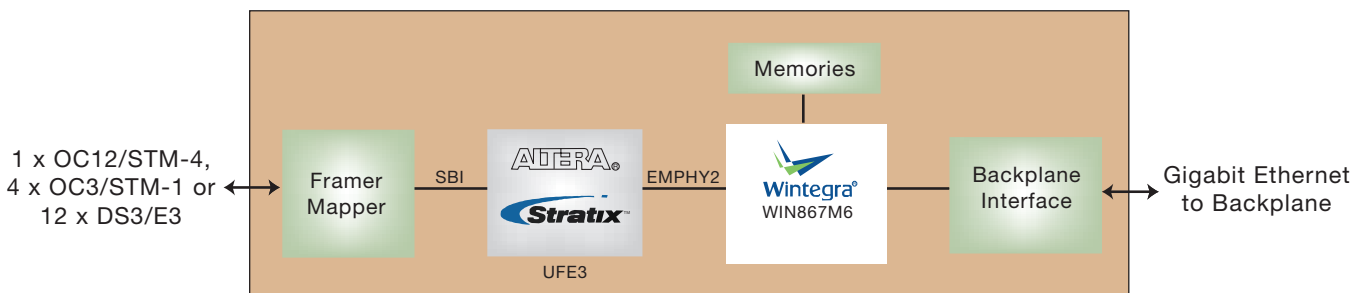 1 x OC12/STM-4,
4 x OC3/STM-1 or
12 x DS3/E3
Framer
Mapper
SBI
ALTERA®
Stratix™
UFE3
EMPHY2
Memories
Wintegra®
WIN867M6
Backplane
Interface
Gigabit Ethernet
to Backplane